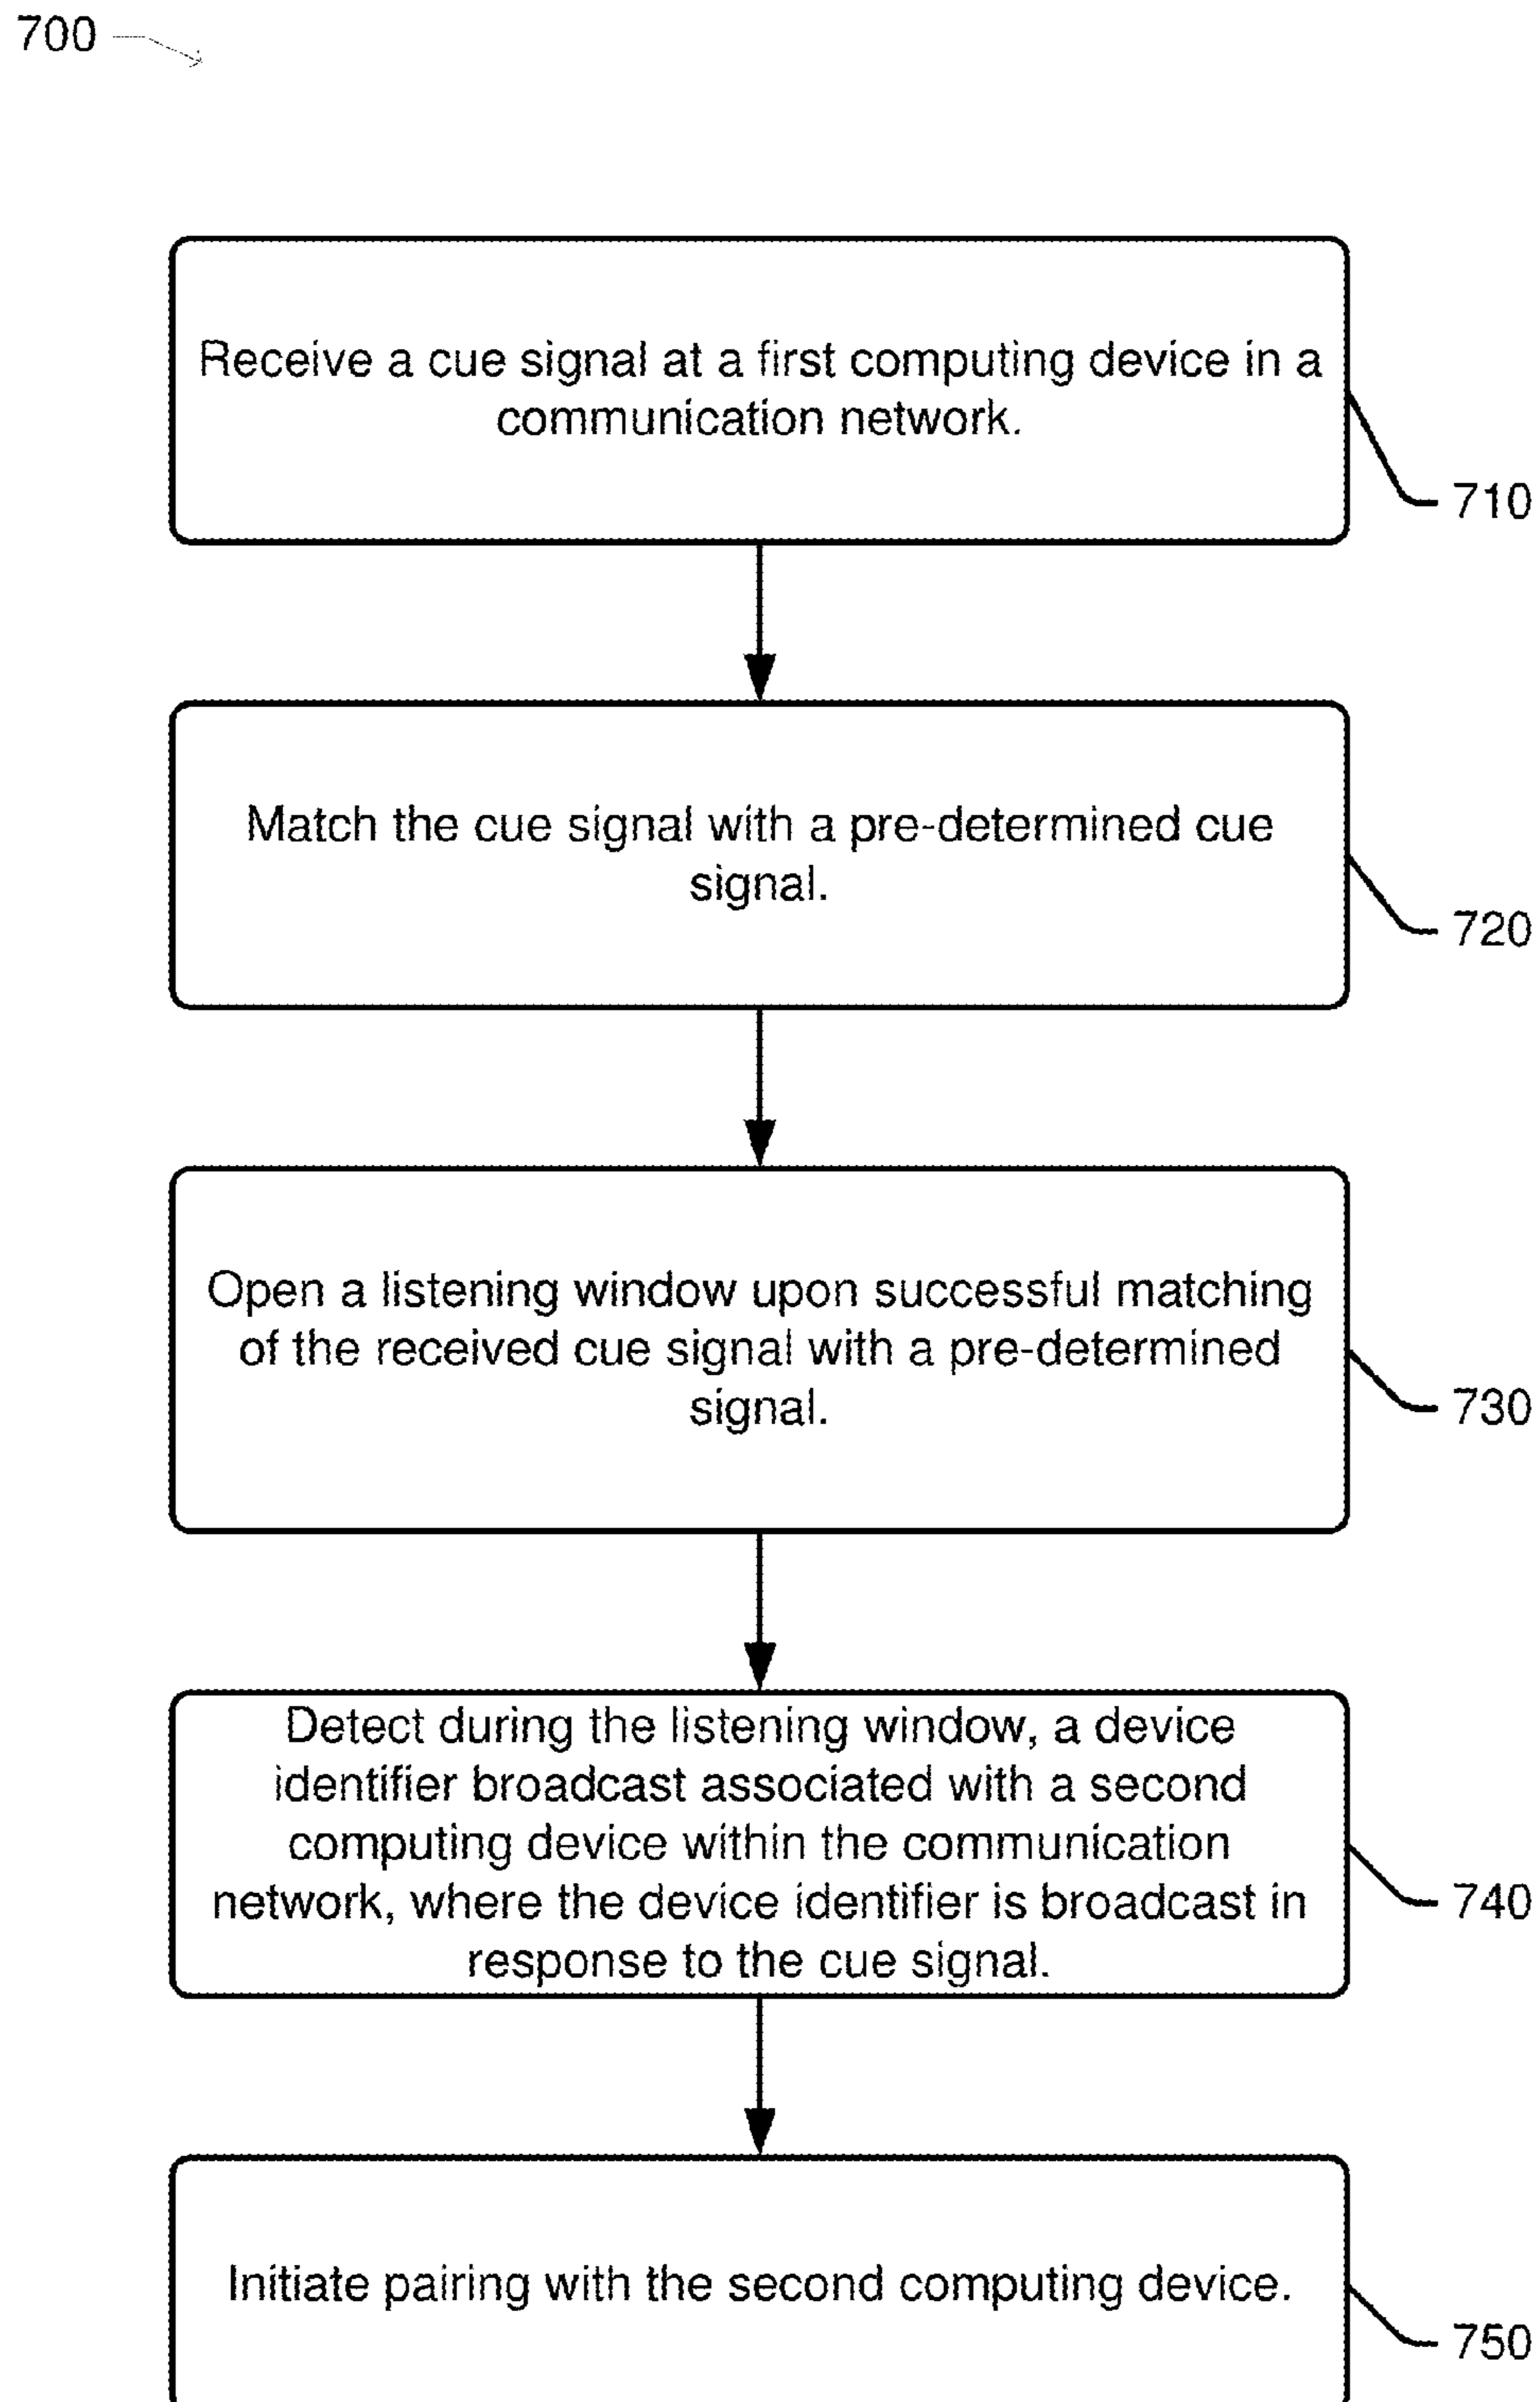 700
Receive a cue signal at a first computing device in a
communication network.
710
Match the cue signal with a pre-determined cue
signal.
720
Open a listening window upon successful matching
of the received cue signal with a pre-determined
signal.
730
Detect during the listening window, a device
identifier broadcast associated with a second
computing device within the communication
network, where the device identifier is broadcast in
response to the cue signal.
740
Initiate pairing with the second computing device.
750